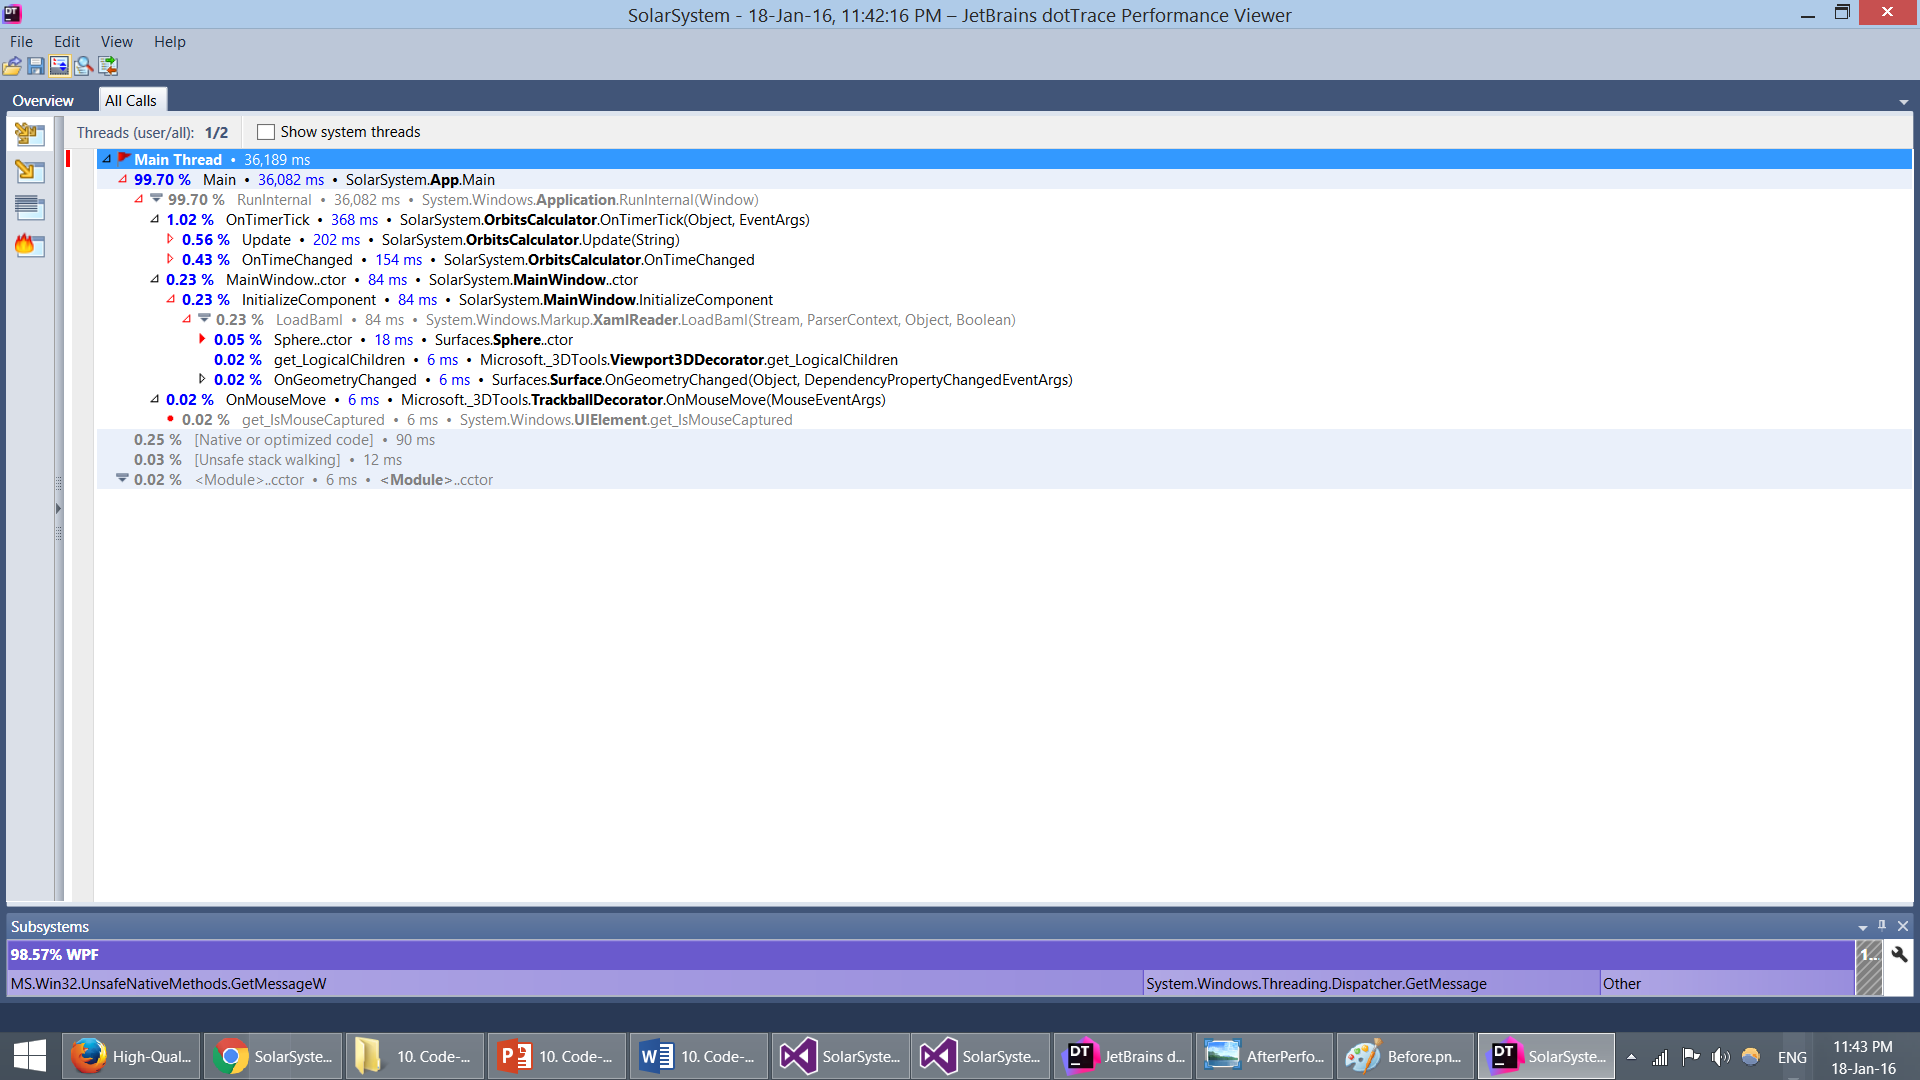 DT
SolarSystem - 18-Jan-16, 11:42:16 PM – JetBrains dotTrace Performance Viewer
File Edit View Help
Overview All Calls
Threads (user/all): 1/2 Show system threads
Main Thread • 36,189 ms
99.70 % Main • 36,082 ms • SolarSystem.App.Main
99.70 % RunInternal • 36,082 ms • System.Windows.Application.RunInternal(Window)
1.02 % OnTimerTick • 368 ms • SolarSystem.OrbitsCalculator.OnTimerTick(Object, EventArgs)
0.56 % Update • 202 ms • SolarSystem.OrbitsCalculator.Update(String)
0.43 % OnTimeChanged • 154 ms • SolarSystem.OrbitsCalculator.OnTimeChanged
0.23 % MainWindow..ctor • 84 ms • SolarSystem.MainWindow..ctor
0.23 % InitializeComponent • 84 ms • SolarSystem.MainWindow.InitializeComponent
0.23 % LoadBaml • 84 ms • System.Windows.Markup.XamlReader.LoadBaml(Stream, ParserContext, Object, Boolean)
0.05 % Sphere..ctor • 18 ms • Surfaces.Sphere..ctor
0.02 % get_LogicalChildren • 6 ms • Microsoft._3DTools.Viewport3DDecorator.get_LogicalChildren
0.02 % OnGeometryChanged • 6 ms • Surfaces.Surface.OnGeometryChanged(Object, DependencyPropertyChangedEventArgs)
0.02 % OnMouseMove • 6 ms • Microsoft._3DTools.TrackballDecorator.OnMouseMove(MouseEventArgs)
0.02 % get_IsMouseCaptured • 6 ms • System.Windows.UIElement.get_IsMouseCaptured
0.25 % [Native or optimized code] • 90 ms
0.03 % [Unsafe stack walking] • 12 ms
0.02 % <Module>..cctor • 6 ms • <Module>..cctor
Subsystems
98.57% WPF 1...
MS.Win32.UnsafeNativeMethods.GetMessageW System.Windows.Threading.Dispatcher.GetMessage Other
High-Qual... SolarSyste... 10. Code-... 10. Code-... 10. Code-... SolarSyste... SolarSyste... DT JetBrains d... AfterPerfo... Before.pn... DT SolarSyste... ENG 11:43 PM
18-Jan-16